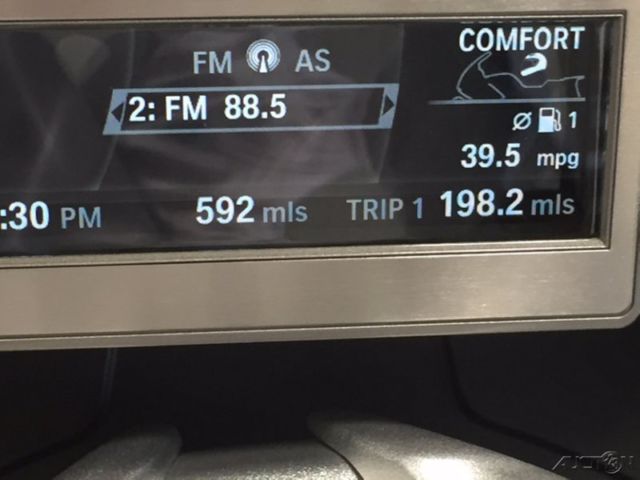 FM AS
COMFORT
2: FM 88.5
Ø 1
39.5 mpg
:30 PM
592 mls
TRIP 1 198.2 mls
AUCTION